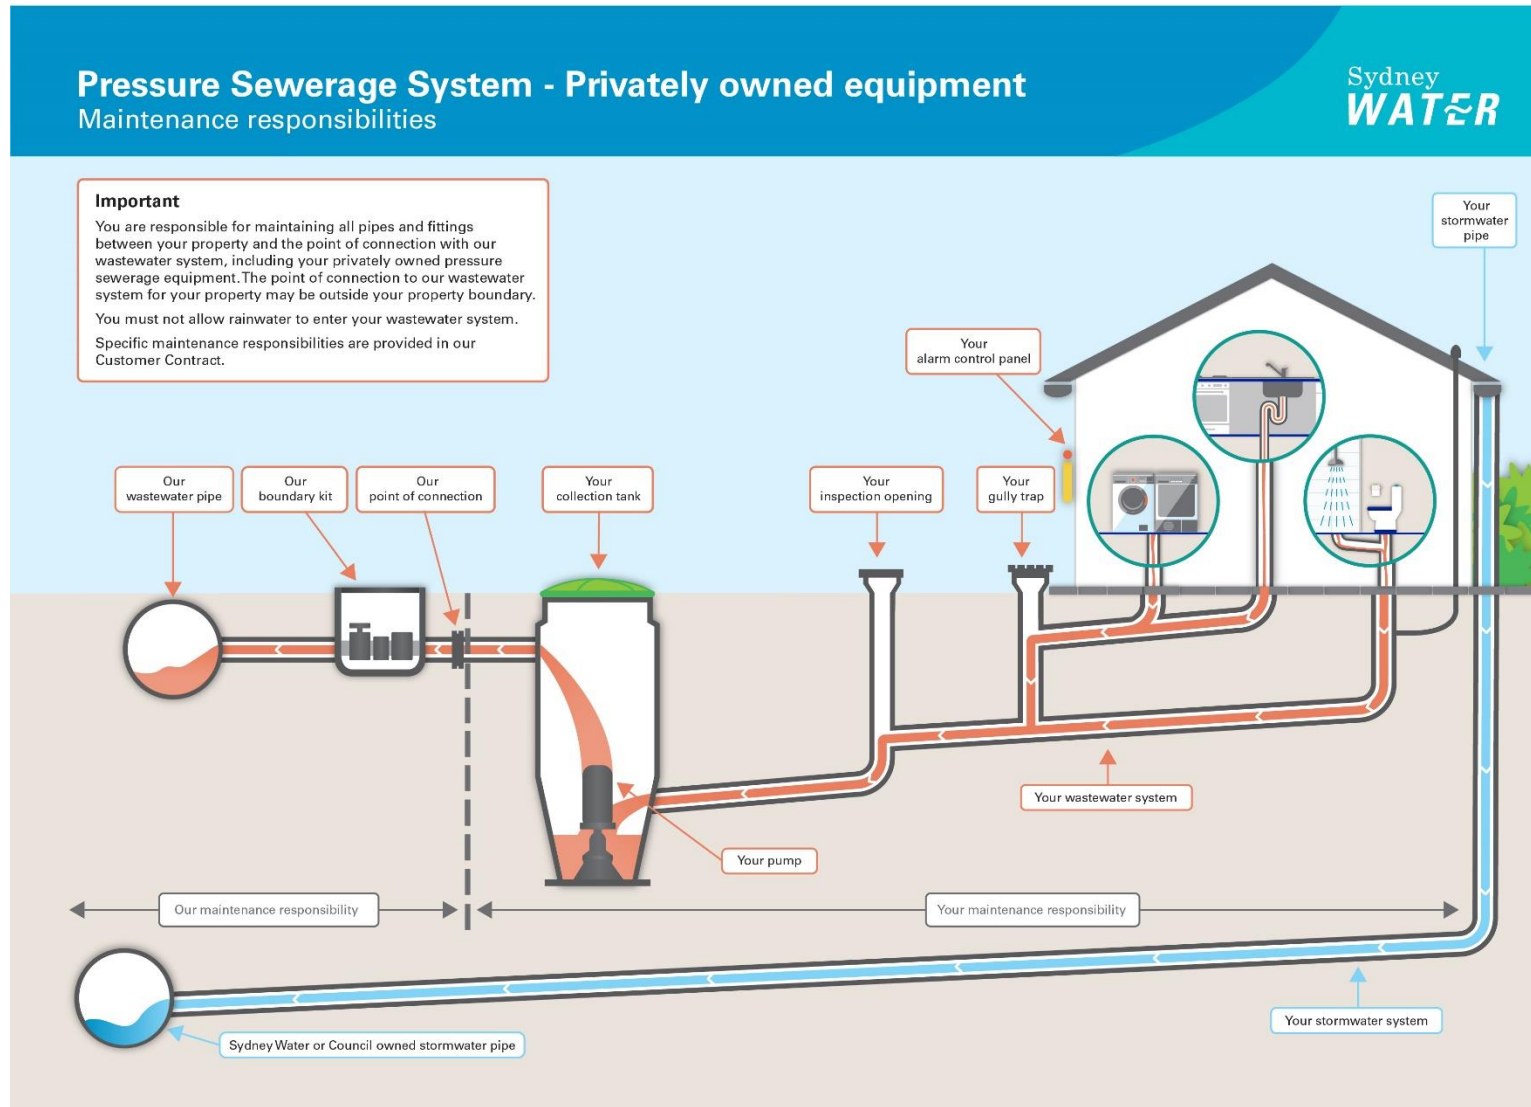 Pressure Sewerage System - Privately owned equipment
Maintenance responsibilities
Sydney
WATER
Important
You are responsible for maintaining all pipes and fittings
between your property and the point of connection with our
wastewater system, including your privately owned pressure
sewerage equipment. The point of connection to our wastewater
system for your property may be outside your property boundary.
You must not allow rainwater to enter your wastewater system.
Specific maintenance responsibilities are provided in our
Customer Contract.
Your
stormwater
pipe
Your
alarm control panel
Our
wastewater pipe
Our
boundary kit
Our
point of connection
Your
collection tank
Your
inspection opening
Your
gully trap
Your wastewater system
Your pump
Our maintenance responsibility
Your maintenance responsibility
Your stormwater system
Sydney Water or Council owned stormwater pipe